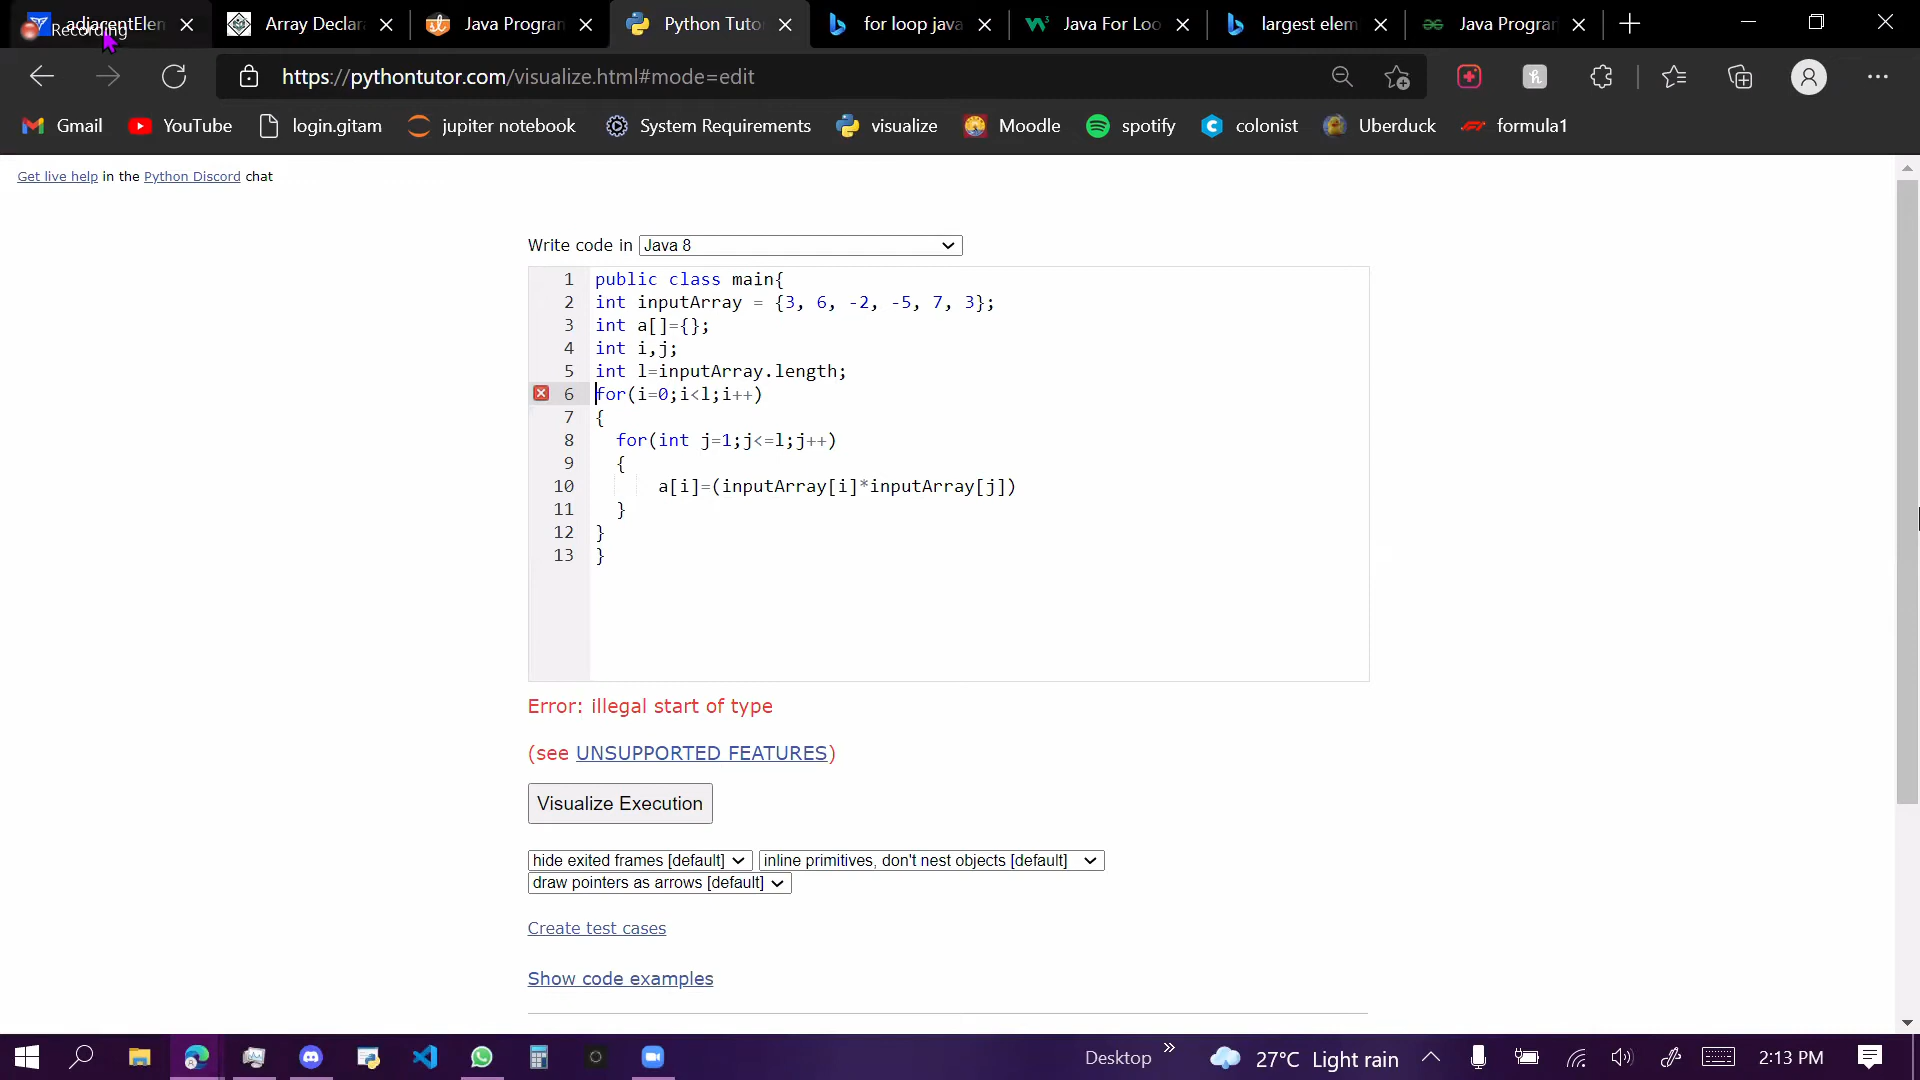 adjacentElem
Recording
Array Declara
Java Program
Python Tutor
for loop java
Java For Loo
largest elem
Java Program
https://pythontutor.com/visualize.html#mode=edit
Gmail YouTube login.gitam jupiter notebook System Requirements visualize Moodle spotify colonist Uberduck formula1
Get live help in the Python Discord chat
Write code in Java 8
1 public class main{
2 int inputArray = {3, 6, -2, -5, 7, 3};
3 int a[]={};
4 int i,j;
5 int l=inputArray.length;
6 for(i=0;i<l;i++)
7 {
8 for(int j=1;j<=l;j++)
9 {
10 a[i]=(inputArray[i]*inputArray[j])
11 }
12 }
13 }
Error: illegal start of type
(see UNSUPPORTED FEATURES)
Visualize Execution
hide exited frames [default] inline primitives, don't nest objects [default]
draw pointers as arrows [default]
Create test cases
Show code examples
Desktop » 27°C Light rain 2:13 PM